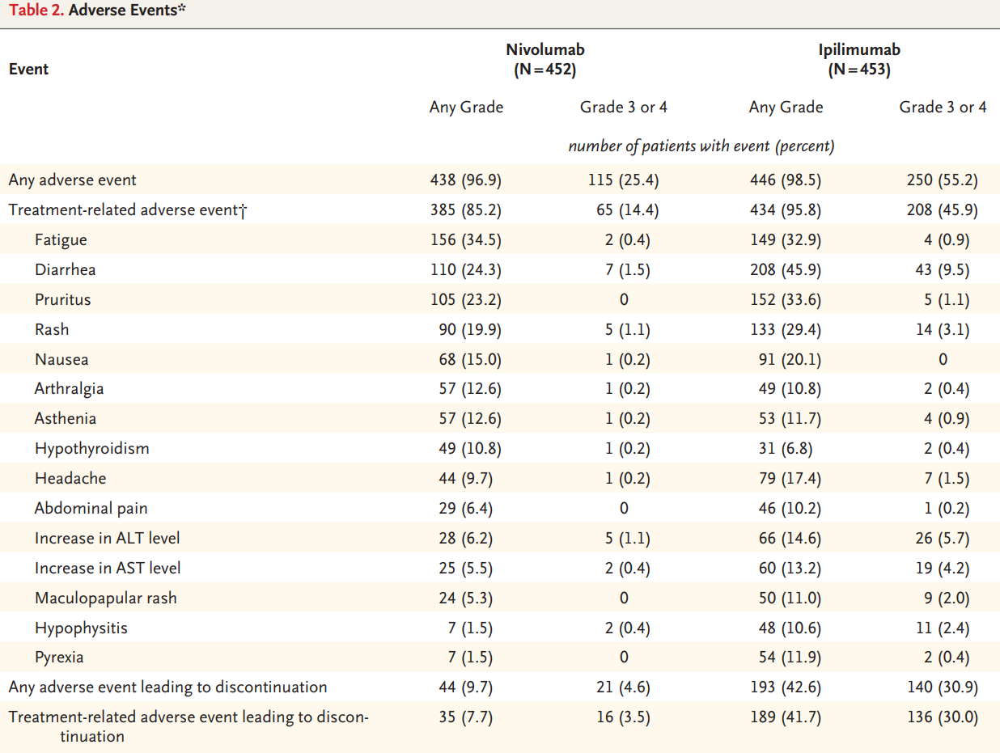 Table 2. Adverse Events*
Event Nivolumab (N=452) Ipilimumab (N=453)
Any Grade Grade 3 or 4 Any Grade Grade 3 or 4
number of patients with event (percent)
Any adverse event 438 (96.9) 115 (25.4) 446 (98.5) 250 (55.2)
Treatment-related adverse event† 385 (85.2) 65 (14.4) 434 (95.8) 208 (45.9)
Fatigue 156 (34.5) 2 (0.4) 149 (32.9) 4 (0.9)
Diarrhea 110 (24.3) 7 (1.5) 208 (45.9) 43 (9.5)
Pruritus 105 (23.2) 0 152 (33.6) 5 (1.1)
Rash 90 (19.9) 5 (1.1) 133 (29.4) 14 (3.1)
Nausea 68 (15.0) 1 (0.2) 91 (20.1) 0
Arthralgia 57 (12.6) 1 (0.2) 49 (10.8) 2 (0.4)
Asthenia 57 (12.6) 1 (0.2) 53 (11.7) 4 (0.9)
Hypothyroidism 49 (10.8) 1 (0.2) 31 (6.8) 2 (0.4)
Headache 44 (9.7) 1 (0.2) 79 (17.4) 7 (1.5)
Abdominal pain 29 (6.4) 0 46 (10.2) 1 (0.2)
Increase in ALT level 28 (6.2) 5 (1.1) 66 (14.6) 26 (5.7)
Increase in AST level 25 (5.5) 2 (0.4) 60 (13.2) 19 (4.2)
Maculopapular rash 24 (5.3) 0 50 (11.0) 9 (2.0)
Hypophysitis 7 (1.5) 2 (0.4) 48 (10.6) 11 (2.4)
Pyrexia 7 (1.5) 0 54 (11.9) 2 (0.4)
Any adverse event leading to discontinuation 44 (9.7) 21 (4.6) 193 (42.6) 140 (30.9)
Treatment-related adverse event leading to discon- 35 (7.7) 16 (3.5) 189 (41.7) 136 (30.0)
tinuation